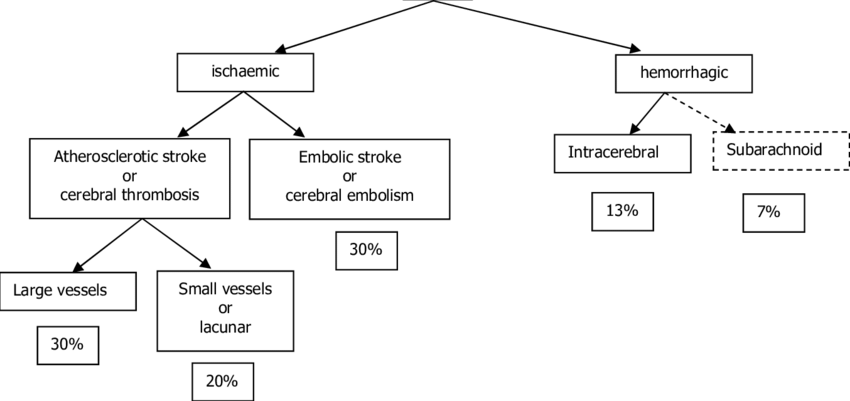 ischaemic
hemorrhagic
Atherosclerotic stroke
or
cerebral thrombosis
Embolic stroke
or
cerebral embolism
Intracerebral
Subarachnoid
13%
7%
30%
Large vessels
Small vessels
or
lacunar
30%
20%